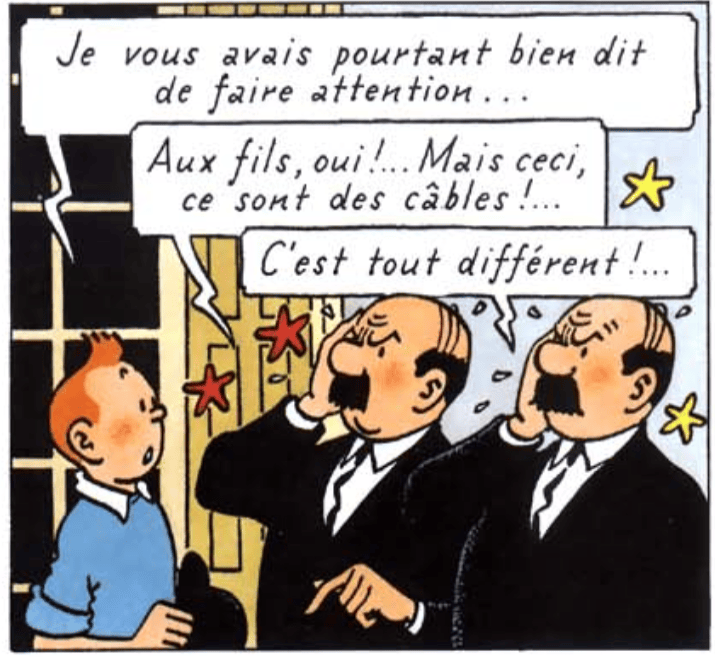 Je vous avais pourtant bien dit
de faire attention...
Aux fils, oui!... Mais ceci,
ce sont des câbles!...
C'est tout différent!...